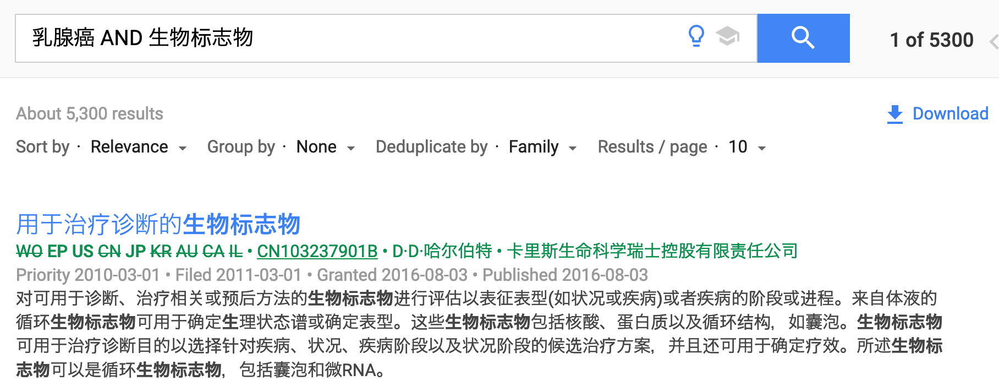 乳腺癌 AND 生物标志物
1 of 5300
About 5,300 results
Download
Sort by · Relevance Group by · None Deduplicate by · Family Results / page · 10
用于治疗诊断的生物标志物
WO EP US CN JP KR AU CA IL • CN103237901B • D·D·哈尔伯特 • 卡里斯生命科学瑞士控股有限责任公司
Priority 2010-03-01 • Filed 2011-03-01 • Granted 2016-08-03 • Published 2016-08-03
对可用于诊断、治疗相关或预后方法的生物标志物进行评估以表征表型(如状况或疾病)或者疾病的阶段或进程。来自体液的
循环生物标志物可用于确定生理状态谱或确定表型。这些生物标志物包括核酸、蛋白质以及循环结构，如囊泡。生物标志物
可用于治疗诊断目的以选择针对疾病、状况、疾病阶段以及状况阶段的候选治疗方案，并且还可用于确定疗效。所述生物标
志物可以是循环生物标志物，包括囊泡和微RNA。